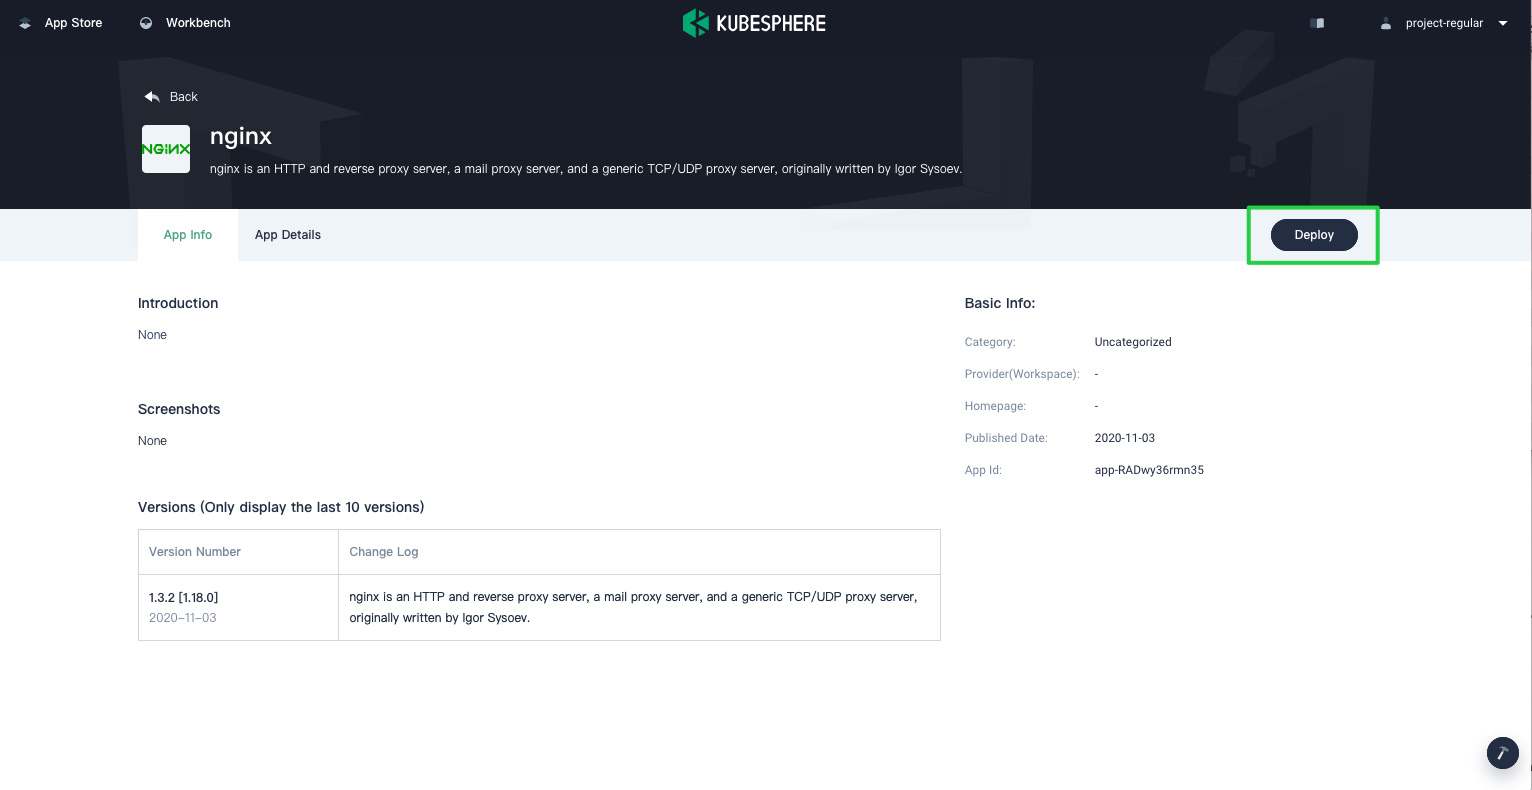 App Store
Workbench
KUBESPHERE
project-regular
Back
NGINX
nginx
nginx is an HTTP and reverse proxy server, a mail proxy server, and a generic TCP/UDP proxy server, originally written by Igor Sysoev.
App Info
App Details
Deploy
Introduction
None
Screenshots
None
Versions (Only display the last 10 versions)
Version Number
Change Log
1.3.2 [1.18.0]
2020-11-03
nginx is an HTTP and reverse proxy server, a mail proxy server, and a generic TCP/UDP proxy server,
originally written by Igor Sysoev.
Basic Info:
Category: Uncategorized
Provider(Workspace): -
Homepage: -
Published Date: 2020-11-03
App Id: app-RADwy36rmn35